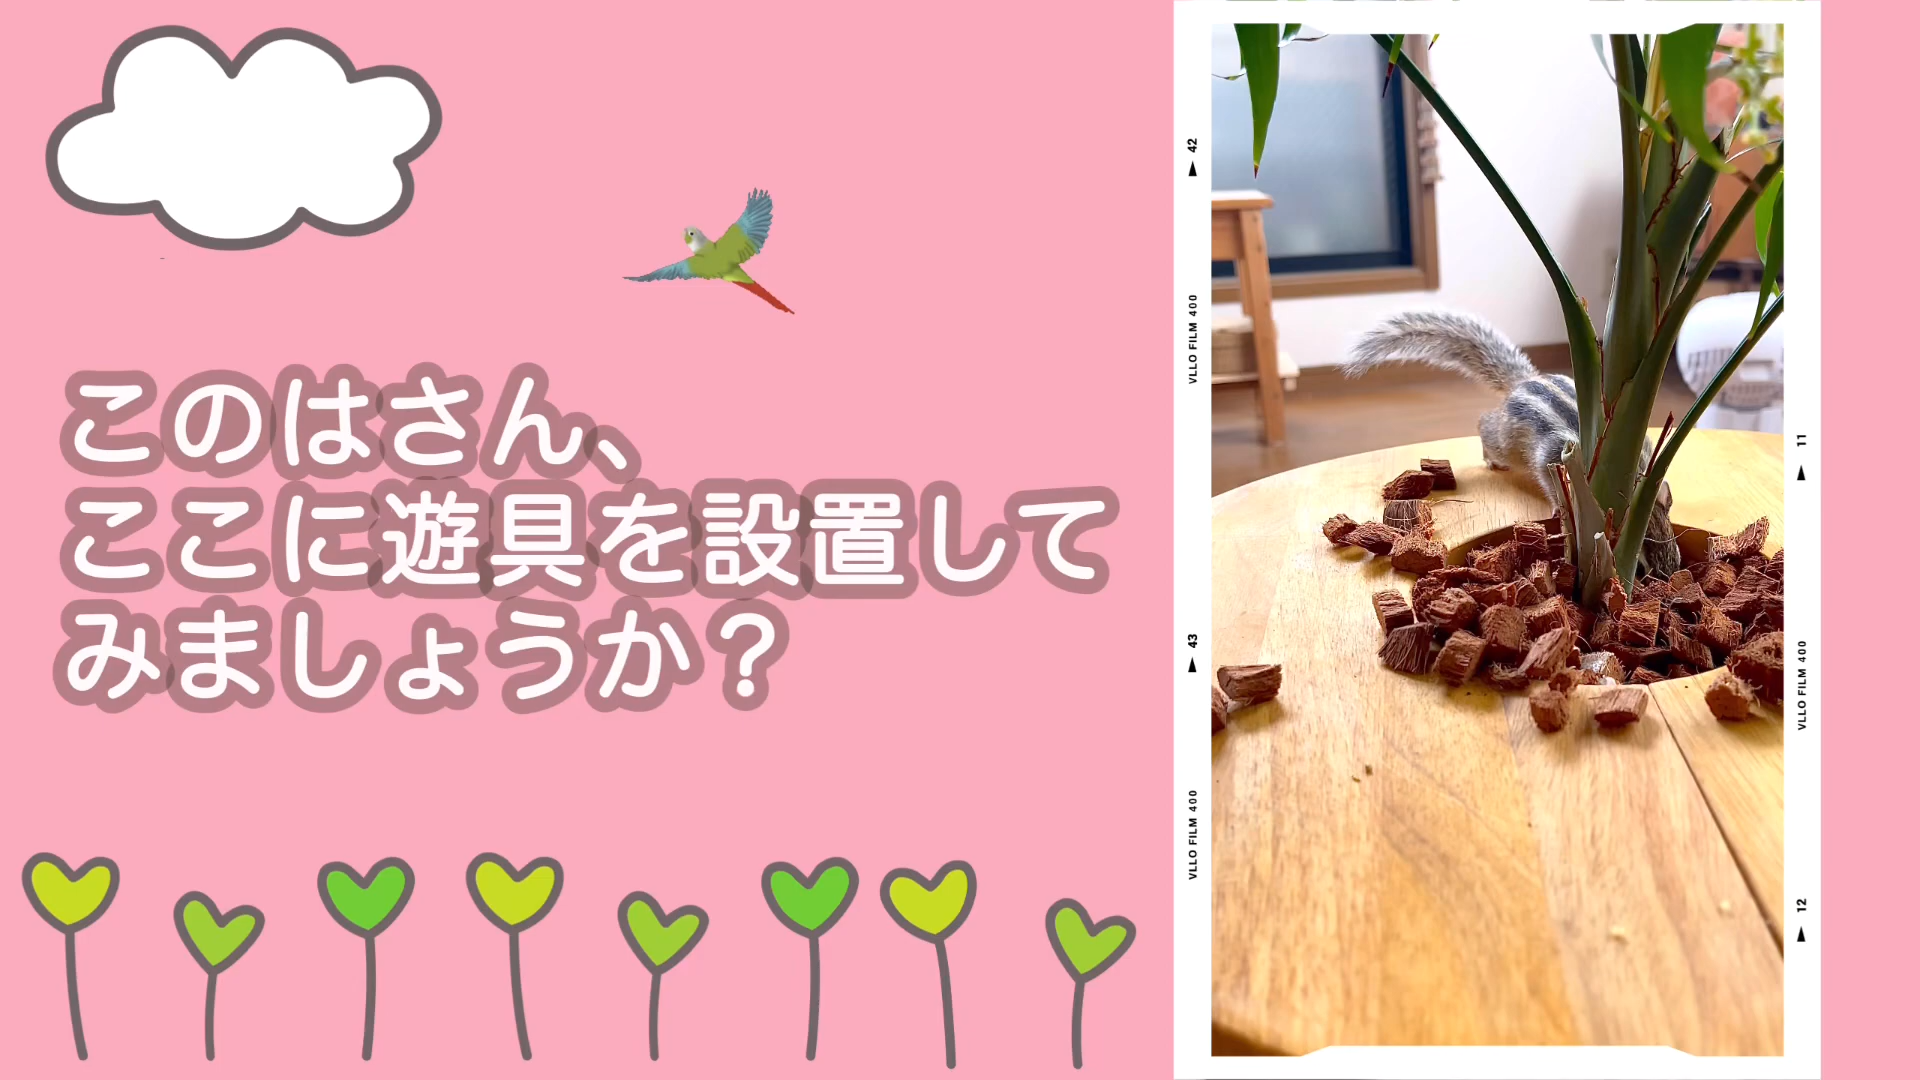 このはさん、
ここに遊具を設置して
みましょうか？
▶ 42
VLLO FILM 400
▶ 43
VLLO FILM 400
▶ 11
VLLO FILM 400
▶ 12